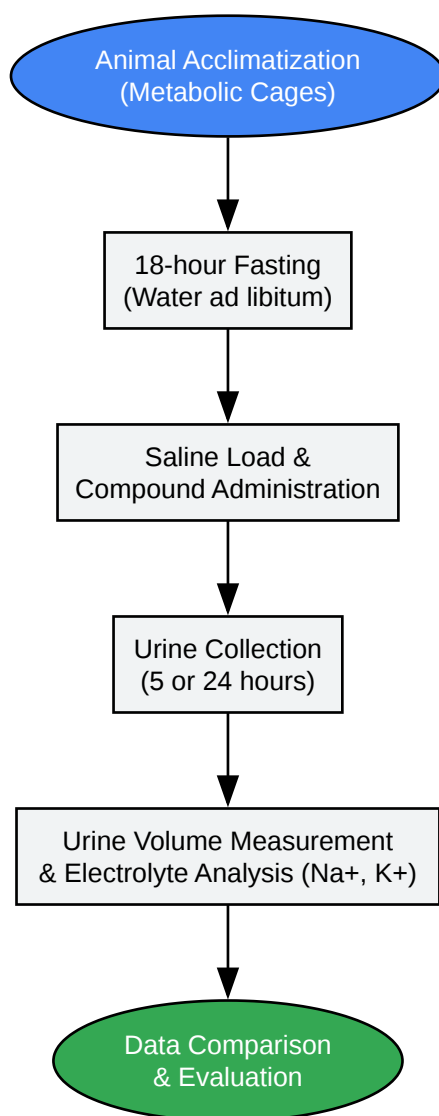 Animal Acclimatization
(Metabolic Cages)
18-hour Fasting
(Water ad libitum)
Saline Load &
Compound Administration
Urine Collection
(5 or 24 hours)
Urine Volume Measurement
& Electrolyte Analysis (Na+, K+)
Data Comparison
& Evaluation